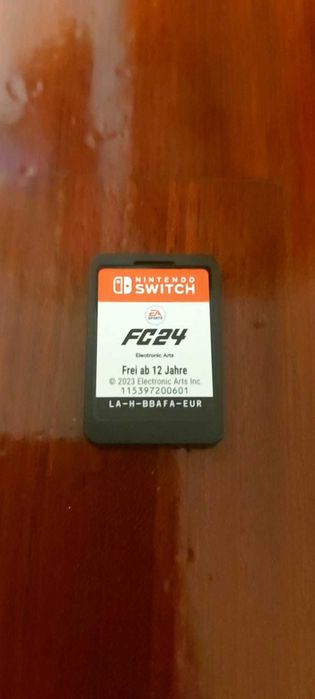 NINTENDO
SWITCH
EA
SPORTS
FC24
Electronic Arts
Frei ab 12 Jahre
© 2023 Electronic Arts Inc.
115397200601
LA-H-BBAFA-EUR